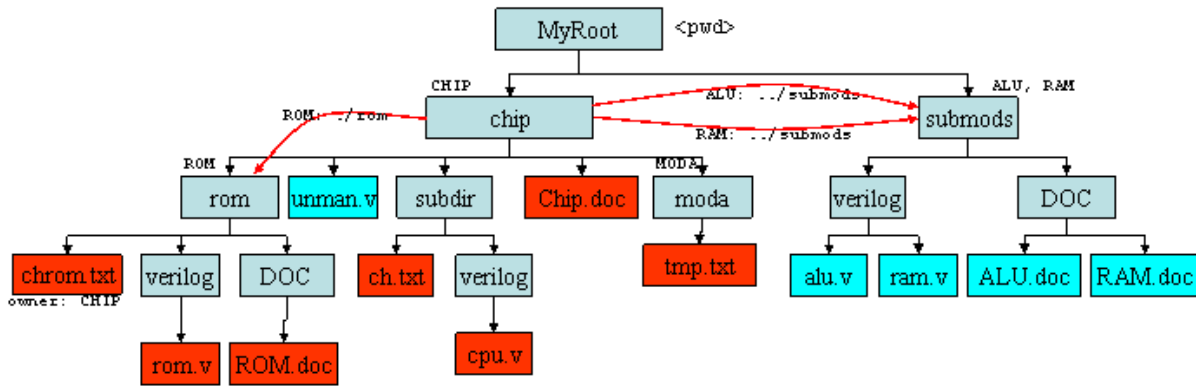 MyRoot <pwd>
CHIP
ALU, RAM
ALU: ../submods
ROM: ./rom
chip
submods
RAM: ../submods
ROM
MODA
rom
unman.v
subdir
Chip.doc
moda
verilog
DOC
chrom.txt
verilog
DOC
ch.txt
verilog
tmp.txt
alu.v
ram.v
ALU.doc
RAM.doc
owner: CHIP
rom.v
ROM.doc
cpu.v